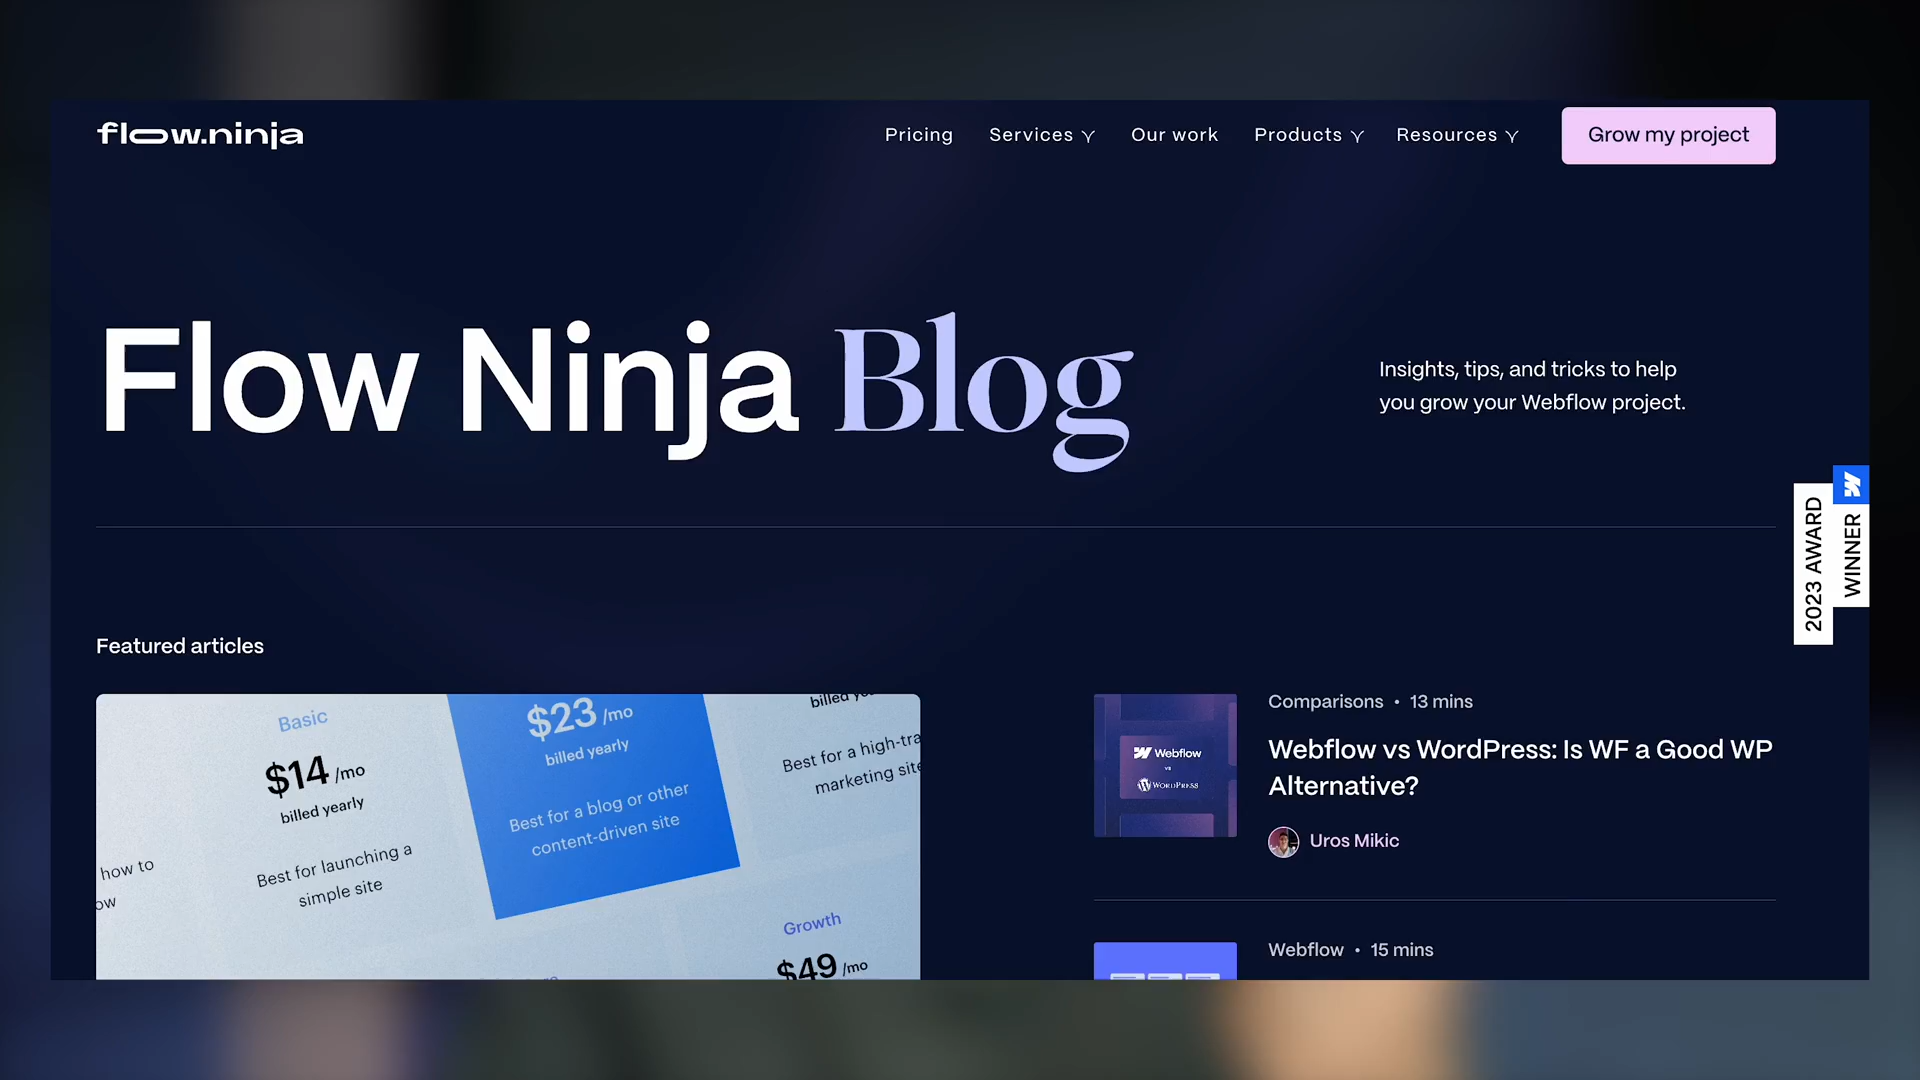 flow.ninja
Pricing
Services
Our work
Products
Resources
Grow my project
Flow Ninja Blog
Insights, tips, and tricks to help
you grow your Webflow project.
2023 AWARD
WINNER
Featured articles
how to
Basic
$14 /mo
billed yearly
Best for launching a
simple site
$23 /mo
billed yearly
Best for a blog or other
content-driven site
billed
Best for a high-tra
marketing site
Growth
$49 /mo
Webflow
vs
WORDPRESS
Comparisons • 13 mins
Webflow vs WordPress: Is WF a Good WP
Alternative?
Uros Mikic
Webflow • 15 mins